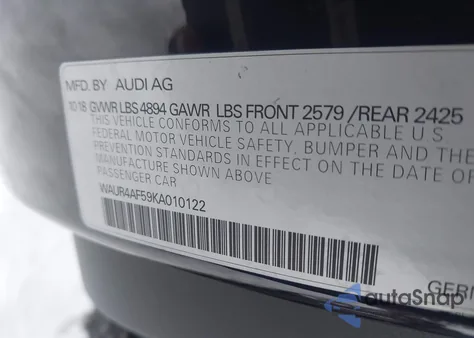 MFD. BY AUDI AG
10 18 GVWR LBS 4894 GAWR LBS FRONT 2579 /REAR 2425
THIS VEHICLE CONFORMS TO ALL APPLICABLE U S
FEDERAL MOTOR VEHICLE SAFETY, BUMPER AND THE
PREVENTION STANDARDS IN EFFECT ON THE DATE OF
MANUFACTURE SHOWN ABOVE.
PASSENGER CAR
WAUR4AF59KA010122
GERM
autoSnap